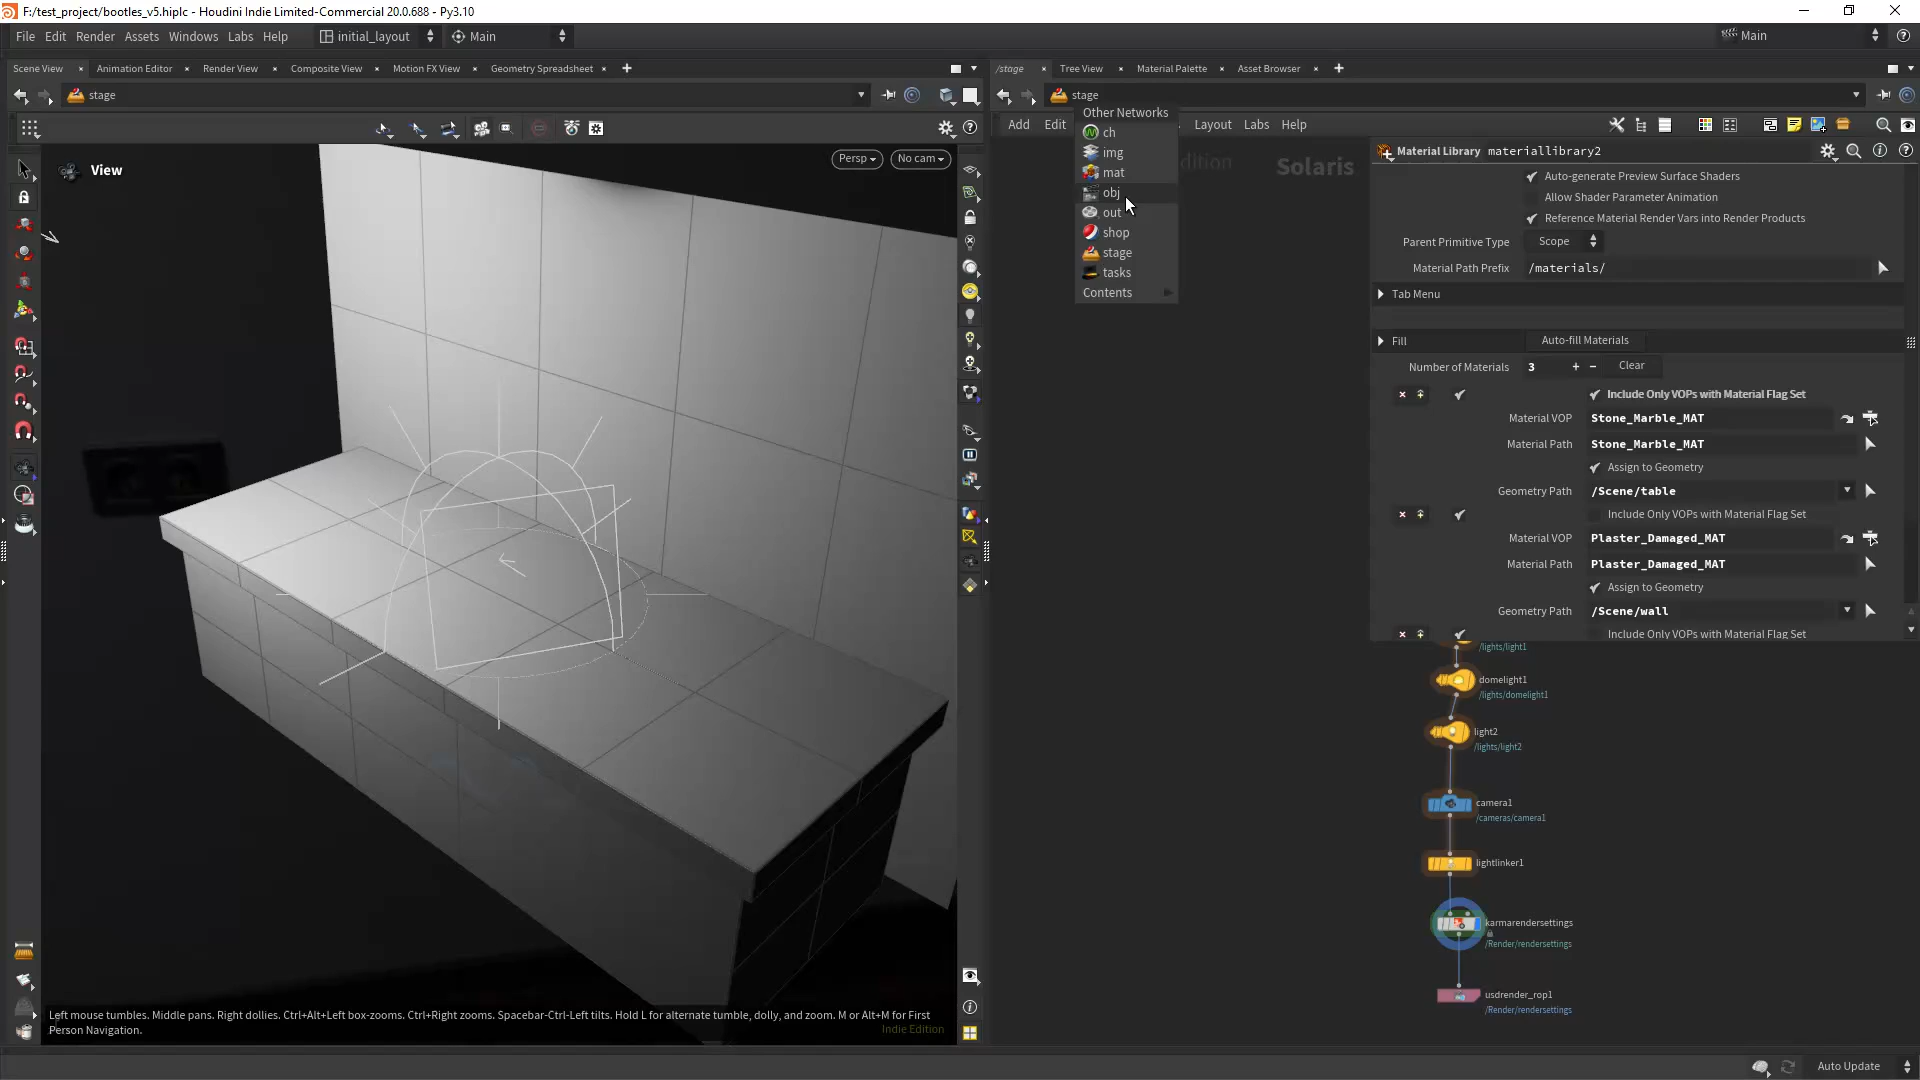 F:/test_project/bootles_v5.hiplc - Houdini Indie Limited-Commercial 20.0.688 - Py3.10
File Edit Render Assets Windows Labs Help initial_layout Main Main
Scene View Animation Editor Render View Composite View Motion FX View Geometry Spreadsheet
/stage Tree View Material Palette Asset Browser
stage
stage
Add Edit Layout Labs Help
Other Networks
ch
img
mat
obj
out
shop
stage
tasks
Contents
Solaris
View
Persp
No cam
Material Library materiallibrary2
Auto-generate Preview Surface Shaders
Allow Shader Parameter Animation
Reference Material Render Vars into Render Products
Parent Primitive Type Scope
Material Path Prefix /materials/
Tab Menu
Fill Auto-fill Materials
Number of Materials 3 + - Clear
Include Only VOPs with Material Flag Set
Material VOP Stone_Marble_MAT
Material Path Stone_Marble_MAT
Assign to Geometry
Geometry Path /Scene/table
Include Only VOPs with Material Flag Set
Material VOP Plaster_Damaged_MAT
Material Path Plaster_Damaged_MAT
Assign to Geometry
Geometry Path /Scene/wall
Include Only VOPs with Material Flag Set
/lights/light1
domelight1
/lights/domelight1
light2
/lights/light2
camera1
/cameras/camera1
lightlinker1
karmarendersettings
/Render/rendersettings
usdrender_rop1
/Render/rendersettings
Left mouse tumbles. Middle pans. Right dollies. Ctrl+Alt+Left box-zooms. Ctrl+Right zooms. Spacebar-Ctrl-Left tilts. Hold L for alternate tumble, dolly, and zoom. M or Alt+M for First
Person Navigation.
Indie Edition
Auto Update